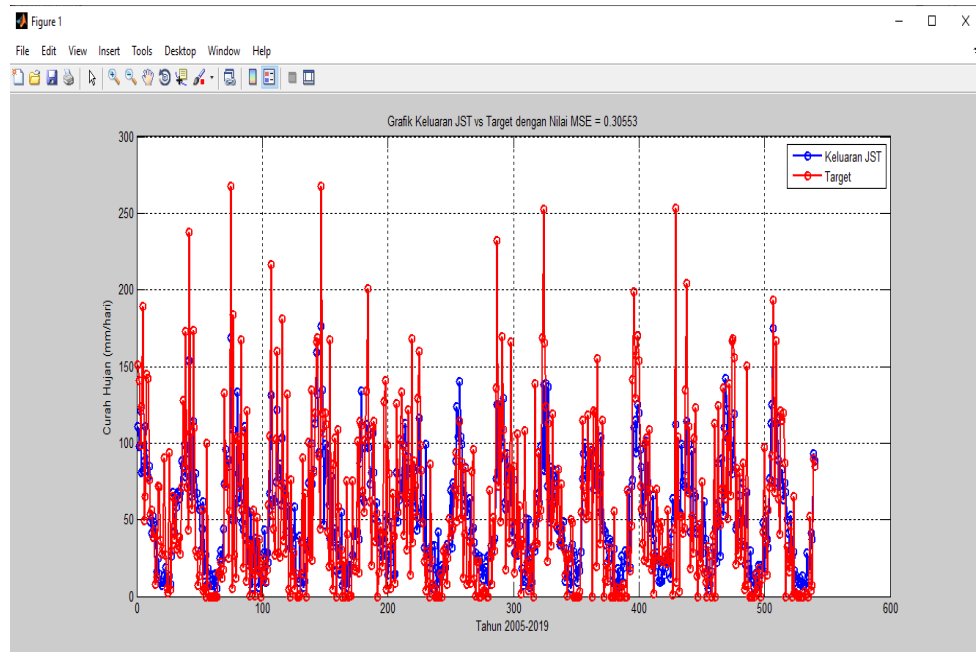 Figure 1
File Edit View Insert Tools Desktop Window Help
Grafik Keluaran JST vs Target dengan Nilai MSE = 0.30553
Keluaran JST
Target
Curah Hujan (mm/hari)
300
250
200
150
100
50
0
0 100 200 300 400 500 600
Tahun 2005-2019